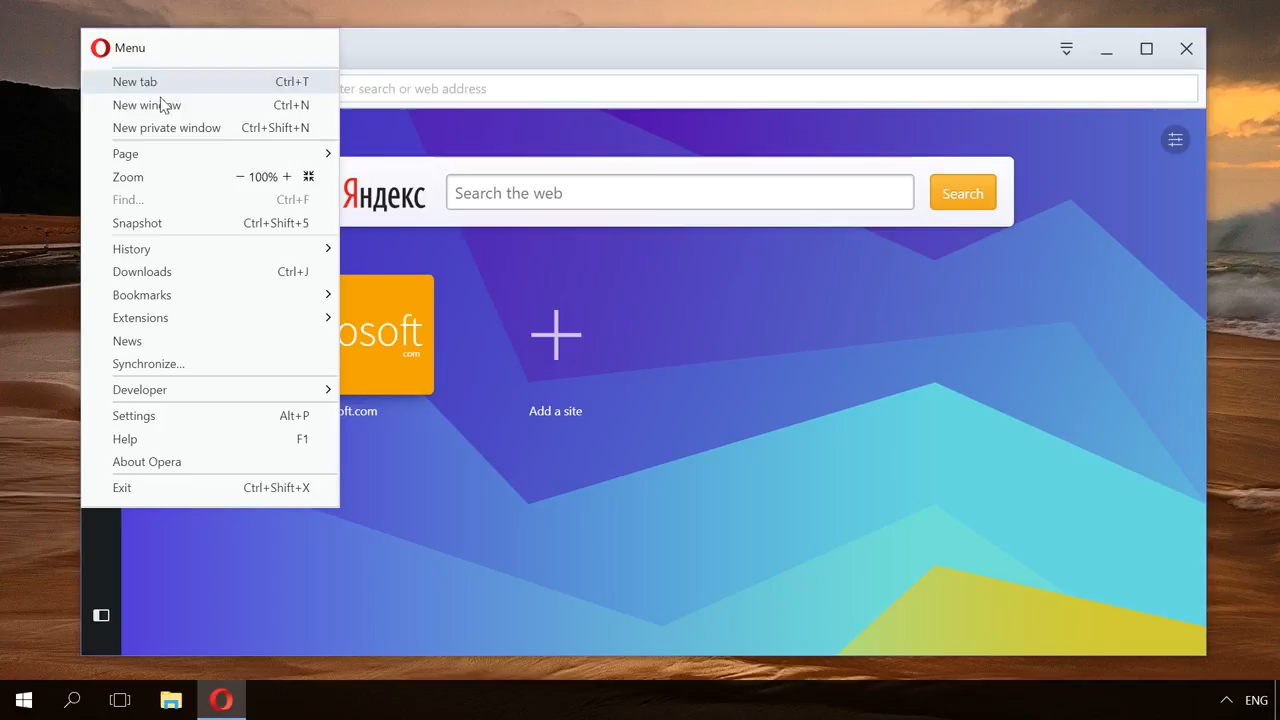 Menu
New tab Ctrl+T
New window Ctrl+N
New private window Ctrl+Shift+N
Page
Zoom − 100% +
Find... Ctrl+F
Snapshot Ctrl+Shift+5
History
Downloads Ctrl+J
Bookmarks
Extensions
News
Synchronize...
Developer
Settings Alt+P
Help F1
About Opera
Exit Ctrl+Shift+X
ter search or web address
Яндекс Search the web Search
osoft
com
oft.com
Add a site
ENG